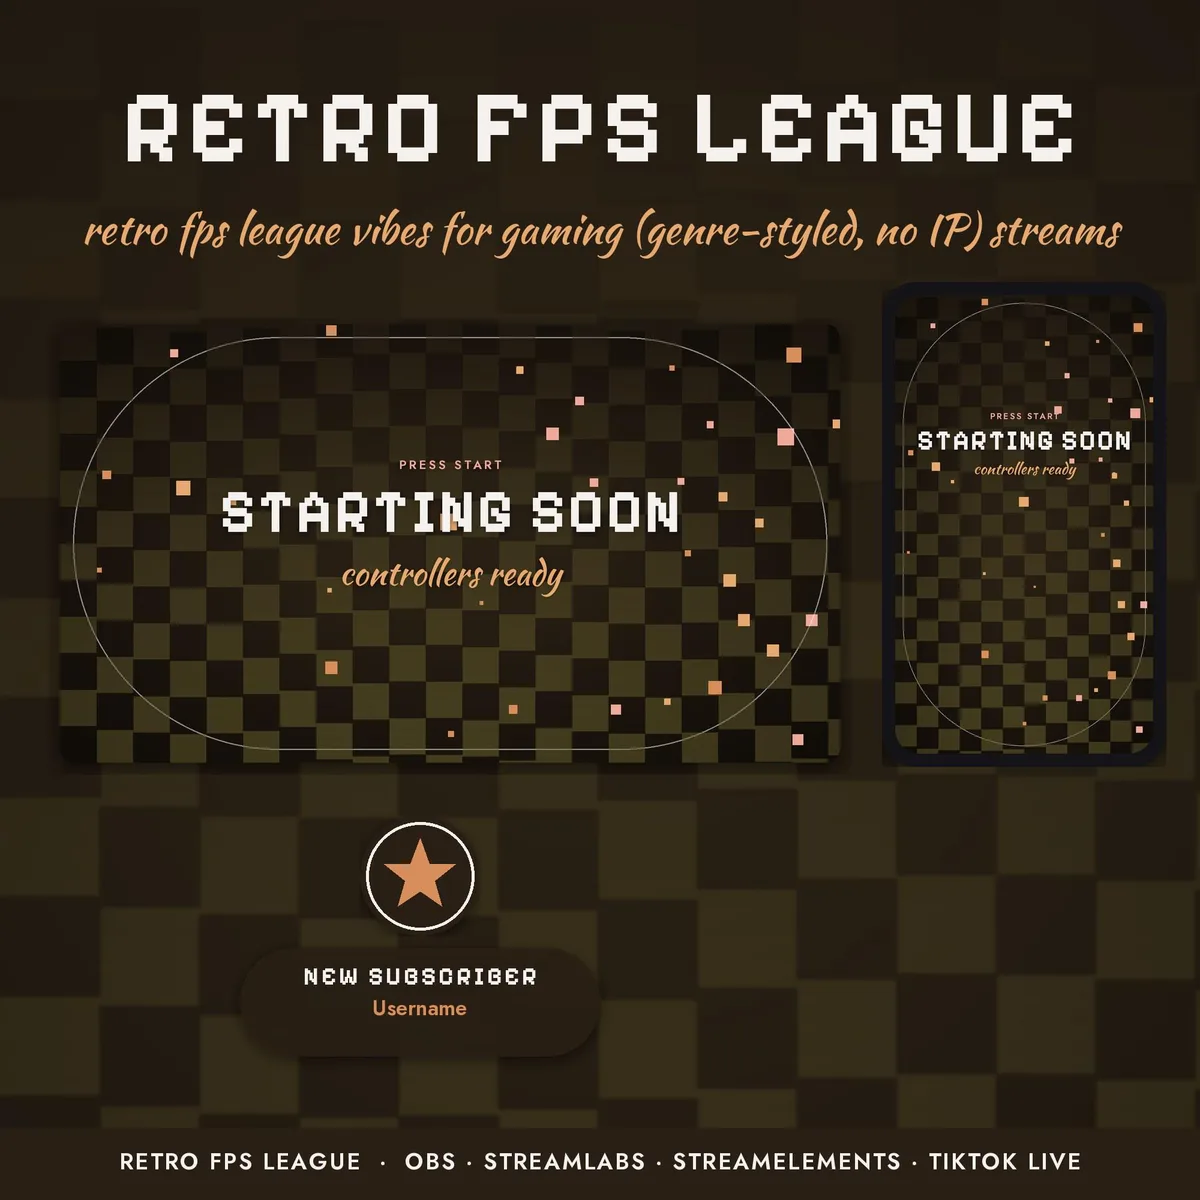 RETRO FPS LEAGUE
retro fps league vibes for gaming (genre-styled, no IP) streams
PRESS START
STARTING SOON
controllers ready
PRESS START
STARTING SOON
controllers ready
NEW SUBSCRIBER
Username
RETRO FPS LEAGUE · OBS · STREAMLABS · STREAMELEMENTS · TIKTOK LIVE